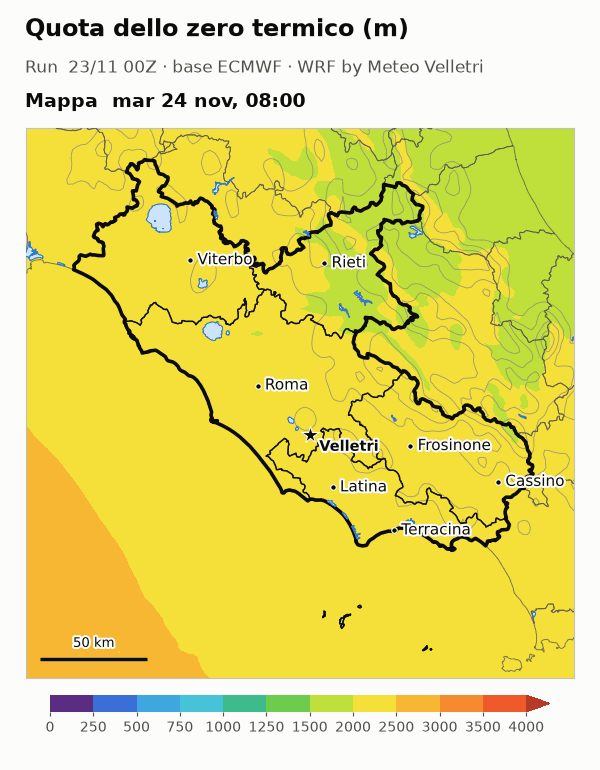 Quota dello zero termico (m)
Run 23/11 00Z · base ECMWF · WRF by Meteo Velletri
Mappa mar 24 nov, 08:00
Viterbo
Rieti
Roma
Velletri
Frosinone
Cassino
Latina
Terracina
50 km
0 250 500 750 1000 1250 1500 2000 2500 3000 3500 4000